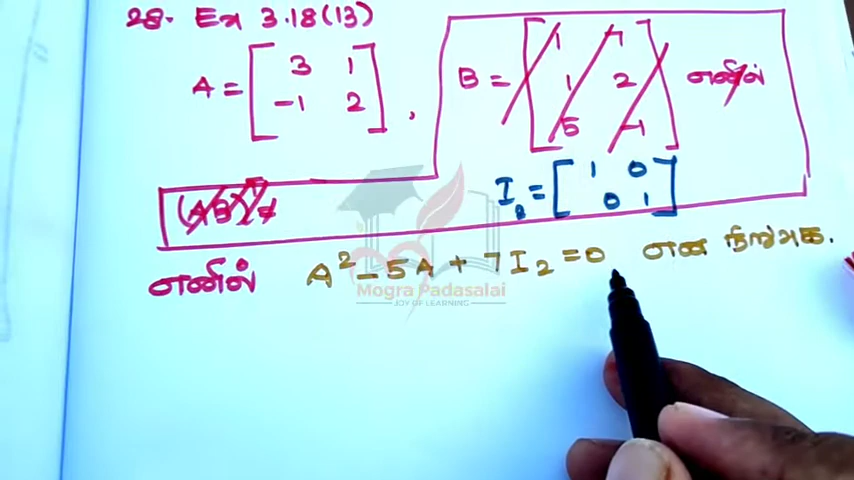 28. Ex 3.18(13)
A = [ 3 1
-1 2 ] ,
B = [ 1 -1
1 2
5 -1 ] எனில்
(AB)ᵀ
I₂ = [ 1 0
0 1 ]
எனில் A² - 5A + 7I₂ = 0 என நிறுவுக.
Mogra Padasalai
JOY OF LEARNING